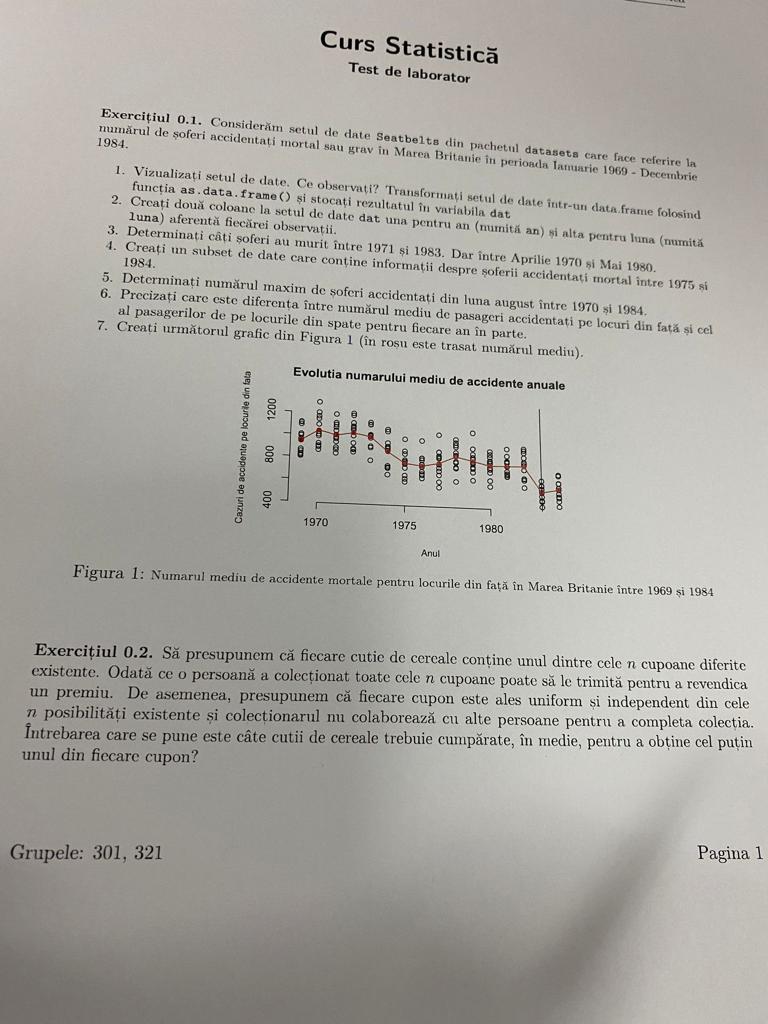 Curs Statistică
Test de laborator
Exercițiul 0.1. Considerăm setul de date Seatbelts din pachetul datasets care face referire la
numărul de șoferi accidentați mortal sau grav în Marea Britanie în perioada Ianuarie 1969 - Decembrie
1984.
1. Vizualizați setul de date. Ce observați? Transformați setul de date într-un data.frame folosind
funcția as.data.frame() și stocați rezultatul în variabila dat
2. Creați două coloane la setul de date dat una pentru an (numită an) și alta pentru luna (numită
luna) aferentă fiecărei observații.
3. Determinați câți șoferi au murit între 1971 și 1983. Dar între Aprilie 1970 și Mai 1980.
4. Creați un subset de date care conține informații despre șoferii accidentați mortal între 1975 și
1984.
5. Determinați numărul maxim de șoferi accidentați din luna august între 1970 și 1984.
6. Precizați care este diferența între numărul mediu de pasageri accidentați pe locuri din față și cel
al pasagerilor de pe locurile din spate pentru fiecare an în parte.
7. Creați următorul grafic din Figura 1 (în roșu este trasat numărul mediu).
Evolutia numarului mediu de accidente anuale
Cazuri de accidente pe locurile din fata
1200
800
400
1970
1975
1980
Anul
Figura 1: Numarul mediu de accidente mortale pentru locurile din față în Marea Britanie între 1969 și 1984
Exercițiul 0.2. Să presupunem că fiecare cutie de cereale conține unul dintre cele n cupoane diferite
existente. Odată ce o persoană a colecționat toate cele n cupoane poate să le trimită pentru a revendica
un premiu. De asemenea, presupunem că fiecare cupon este ales uniform și independent din cele
n posibilități existente și colecționarul nu colaborează cu alte persoane pentru a completa colecția.
Întrebarea care se pune este câte cutii de cereale trebuie cumpărate, în medie, pentru a obține cel puțin
unul din fiecare cupon?
Grupele: 301, 321
Pagina 1